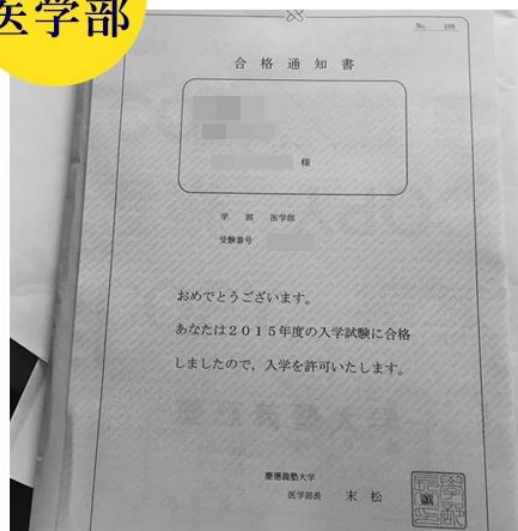 医学部
No. 108
合格通知書
様
学 部 医学部
受験番号
おめでとうございます。
あなたは2015年度の入学試験に合格
しましたので，入学を許可いたします。
慶應義塾大学
医学部長 末 松